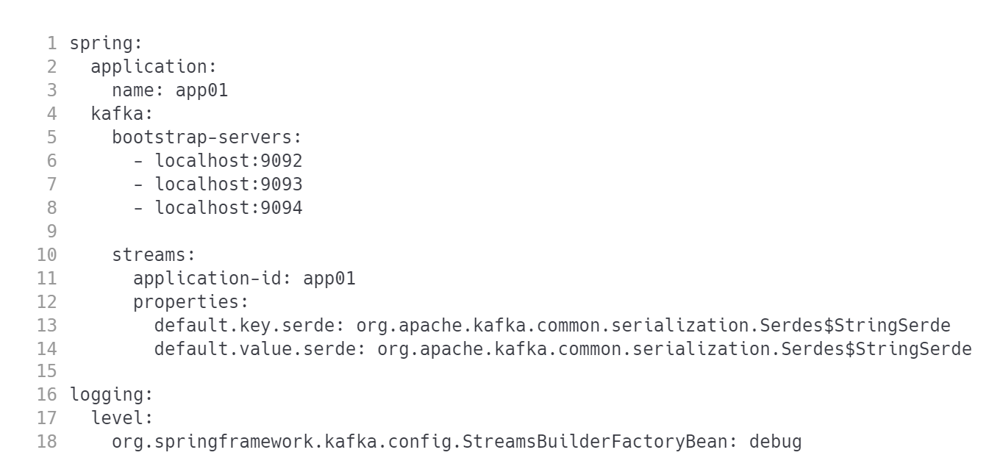 1 spring:
2   application:
3     name: app01
4   kafka:
5     bootstrap-servers:
6       - localhost:9092
7       - localhost:9093
8       - localhost:9094
9
10     streams:
11       application-id: app01
12       properties:
13         default.key.serde: org.apache.kafka.common.serialization.Serdes$StringSerde
14         default.value.serde: org.apache.kafka.common.serialization.Serdes$StringSerde
15
16 logging:
17   level:
18     org.springframework.kafka.config.StreamsBuilderFactoryBean: debug